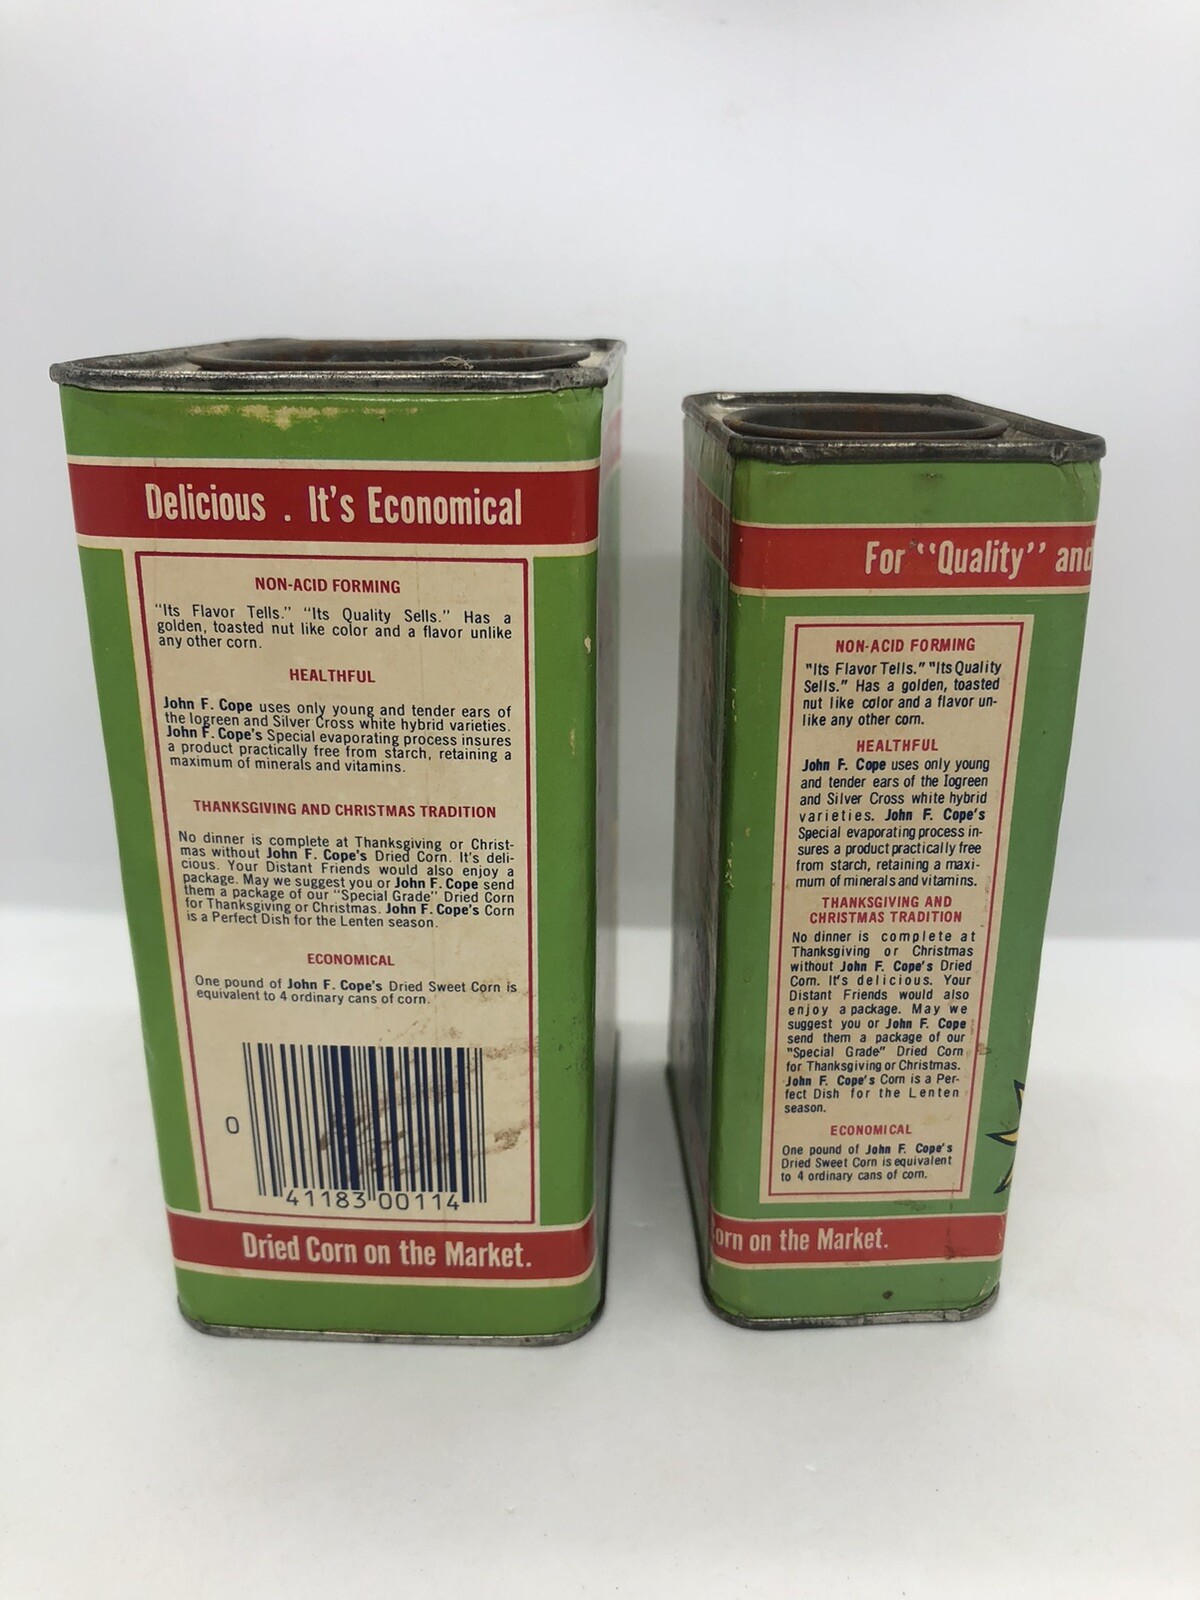 Delicious . It's Economical
NON-ACID FORMING
"Its Flavor Tells." "Its Quality Sells." Has a
golden, toasted nut like color and a flavor unlike
any other corn.
HEALTHFUL
John F. Cope uses only young and tender ears of
the Iogreen and Silver Cross white hybrid varieties.
John F. Cope's Special evaporating process insures
a product practically free from starch, retaining a
maximum of minerals and vitamins.
THANKSGIVING AND CHRISTMAS TRADITION
No dinner is complete at Thanksgiving or Christ-
mas without John F. Cope's Dried Corn. It's deli-
cious. Your Distant Friends would also enjoy a
package. May we suggest you or John F. Cope send
them a package of our "Special Grade" Dried Corn
for Thanksgiving or Christmas. John F. Cope's Corn
is a Perfect Dish for the Lenten season.
ECONOMICAL
One pound of John F. Cope's Dried Sweet Corn is
equivalent to 4 ordinary cans of corn.
0
41183 00114
Dried Corn on the Market.
For "Quality" and
NON-ACID FORMING
"Its Flavor Tells." "Its Quality
Sells." Has a golden, toasted
nut like color and a flavor un-
like any other corn.
HEALTHFUL
John F. Cope uses only young
and tender ears of the Iogreen
and Silver Cross white hybrid
varieties. John F. Cope's
Special evaporating process in-
sures a product practically free
from starch, retaining a maxi-
mum of minerals and vitamins.
THANKSGIVING AND
CHRISTMAS TRADITION
No dinner is complete at
Thanksgiving or Christmas
without John F. Cope's Dried
Corn. It's delicious. Your
Distant Friends would also
enjoy a package. May we
suggest you or John F. Cope
send them a package of our
"Special Grade" Dried Corn
for Thanksgiving or Christmas.
John F. Cope's Corn is a Per-
fect Dish for the Lenten
season.
ECONOMICAL
One pound of John F. Cope's
Dried Sweet Corn is equivalent
to 4 ordinary cans of corn.
orn on the Market.